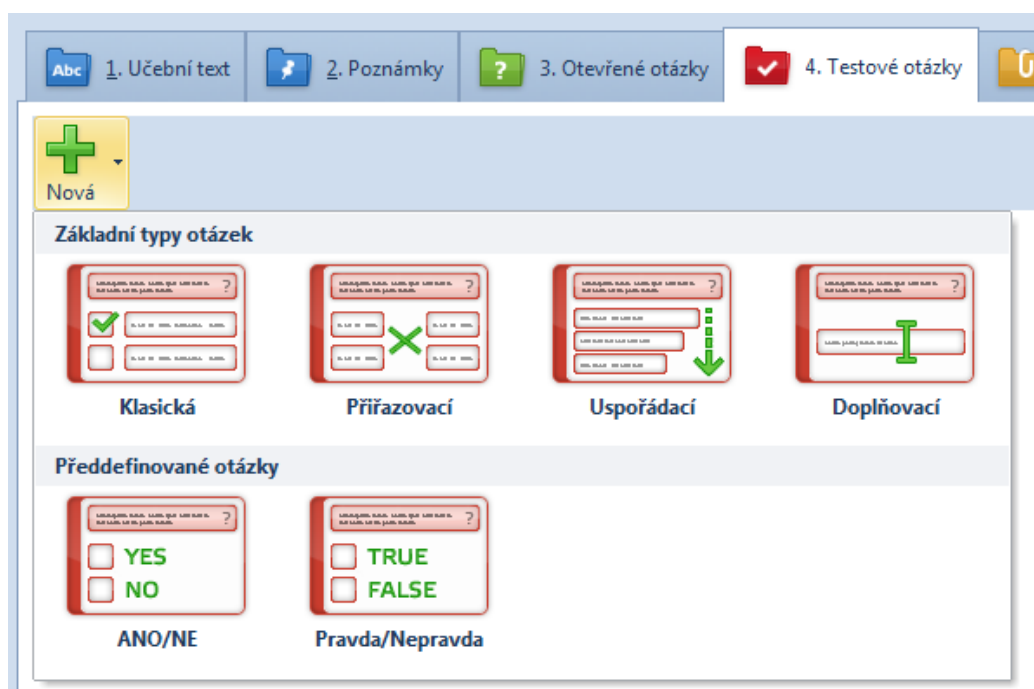 Abc 1. Učební text 2. Poznámky ? 3. Otevřené otázky 4. Testové otázky
Nová
Základní typy otázek
? ? ? ?
Klasická Přiřazovací Uspořádací Doplňovací
Předdefinované otázky
? ?
YES TRUE
NO FALSE
ANO/NE Pravda/Nepravda